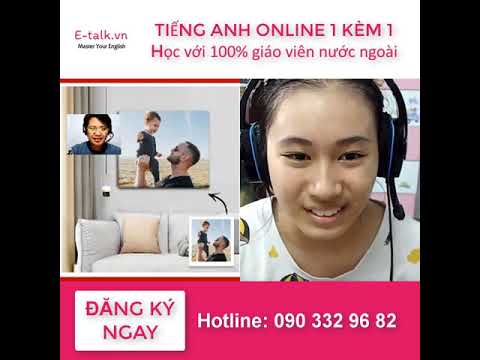 E-talk.vn
Master Your English
TIẾNG ANH ONLINE 1 KÈM 1
Học với 100% giáo viên nước ngoài
ĐĂNG KÝ
NGAY
Hotline: 090 332 96 82